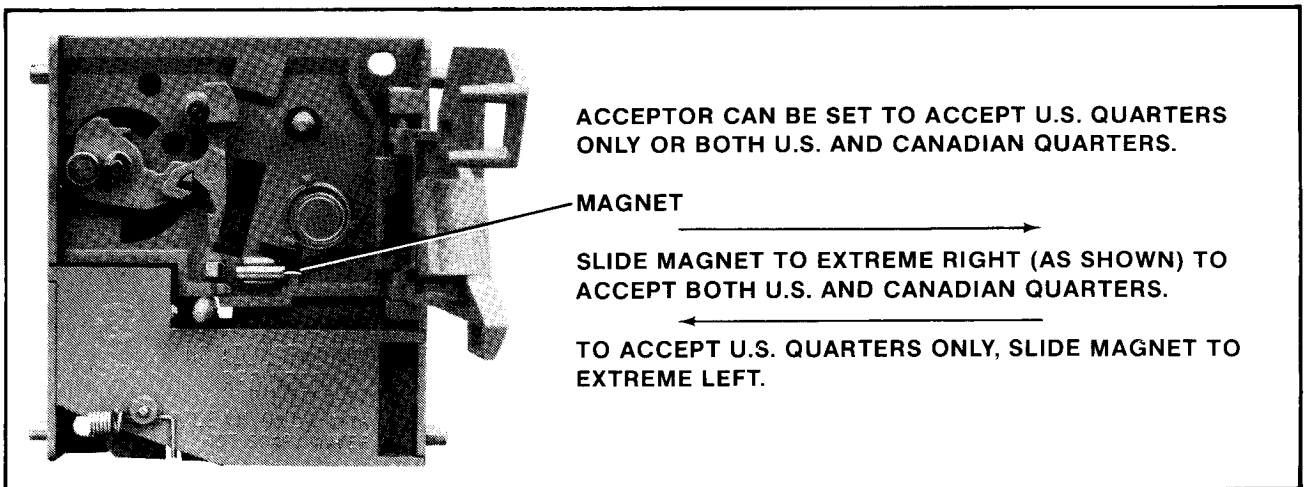 ACCEPTOR CAN BE SET TO ACCEPT U.S. QUARTERS
ONLY OR BOTH U.S. AND CANADIAN QUARTERS.
MAGNET
SLIDE MAGNET TO EXTREME RIGHT (AS SHOWN) TO
ACCEPT BOTH U.S. AND CANADIAN QUARTERS.
TO ACCEPT U.S. QUARTERS ONLY, SLIDE MAGNET TO
EXTREME LEFT.